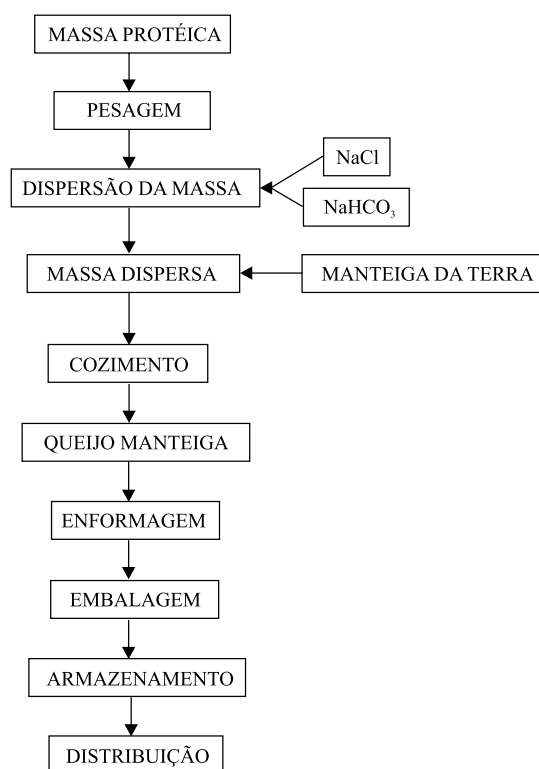 MASSA PROTÉICA
PESAGEM
NaCl
DISPERSÃO DA MASSA
NaHCO₃
MASSA DISPERSA
MANTEIGA DA TERRA
COZIMENTO
QUEIJO MANTEIGA
ENFORMAGEM
EMBALAGEM
ARMAZENAMENTO
DISTRIBUIÇÃO